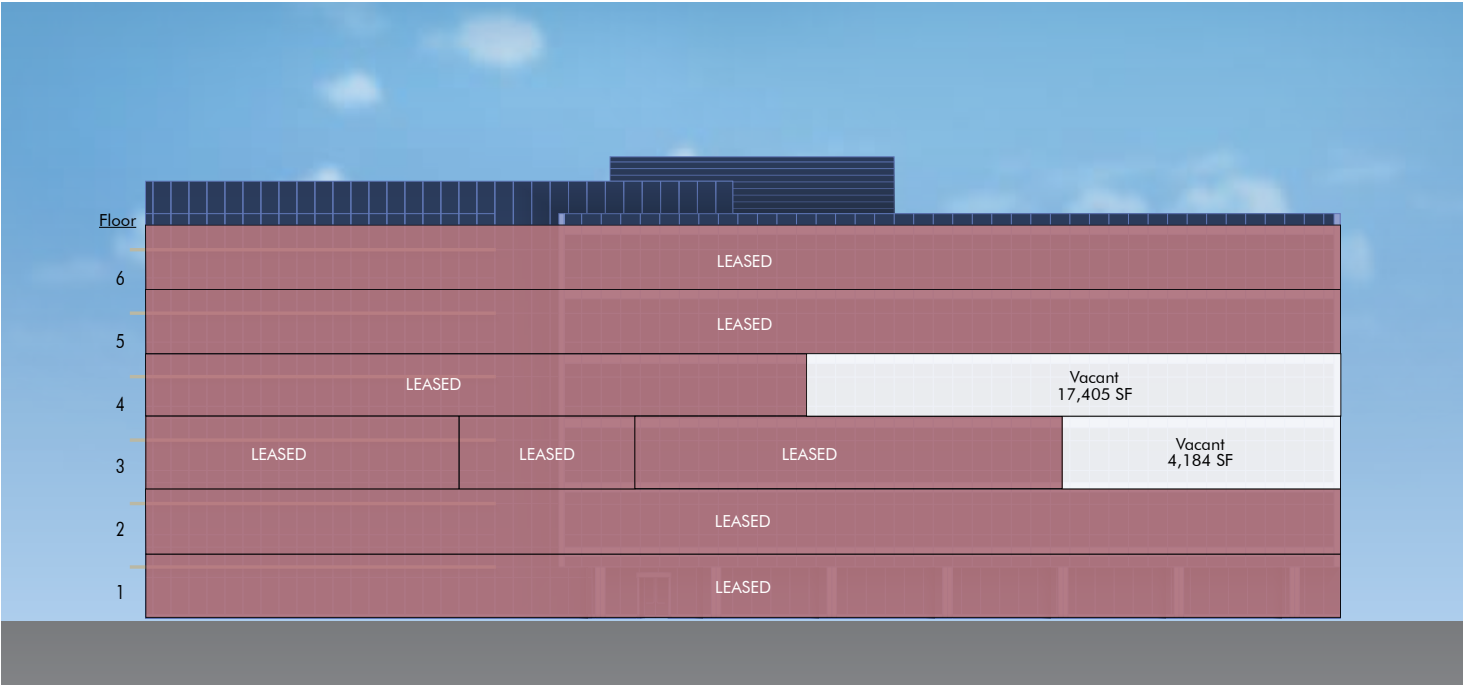 Floor
6
LEASED
5
LEASED
4
LEASED
Vacant
17,405 SF
3
LEASED
LEASED
LEASED
Vacant
4,184 SF
2
LEASED
1
LEASED